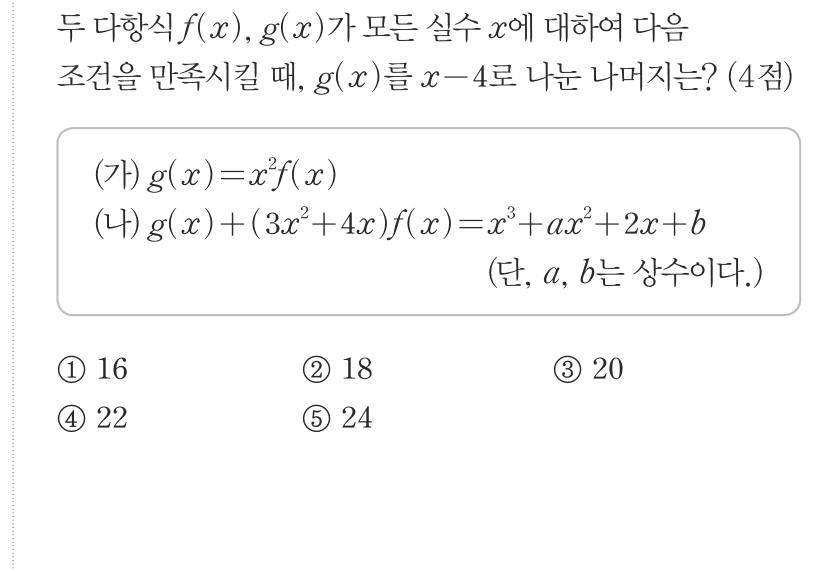 두 다항식 f(x), g(x)가 모든 실수 x에 대하여 다음
조건을 만족시킬 때, g(x)를 x-4로 나눈 나머지는? (4점)
(가) g(x)=x²f(x)
(나) g(x)+(3x²+4x)f(x)=x³+ax²+2x+b
(단, a, b는 상수이다.)
① 16 ② 18 ③ 20
④ 22 ⑤ 24